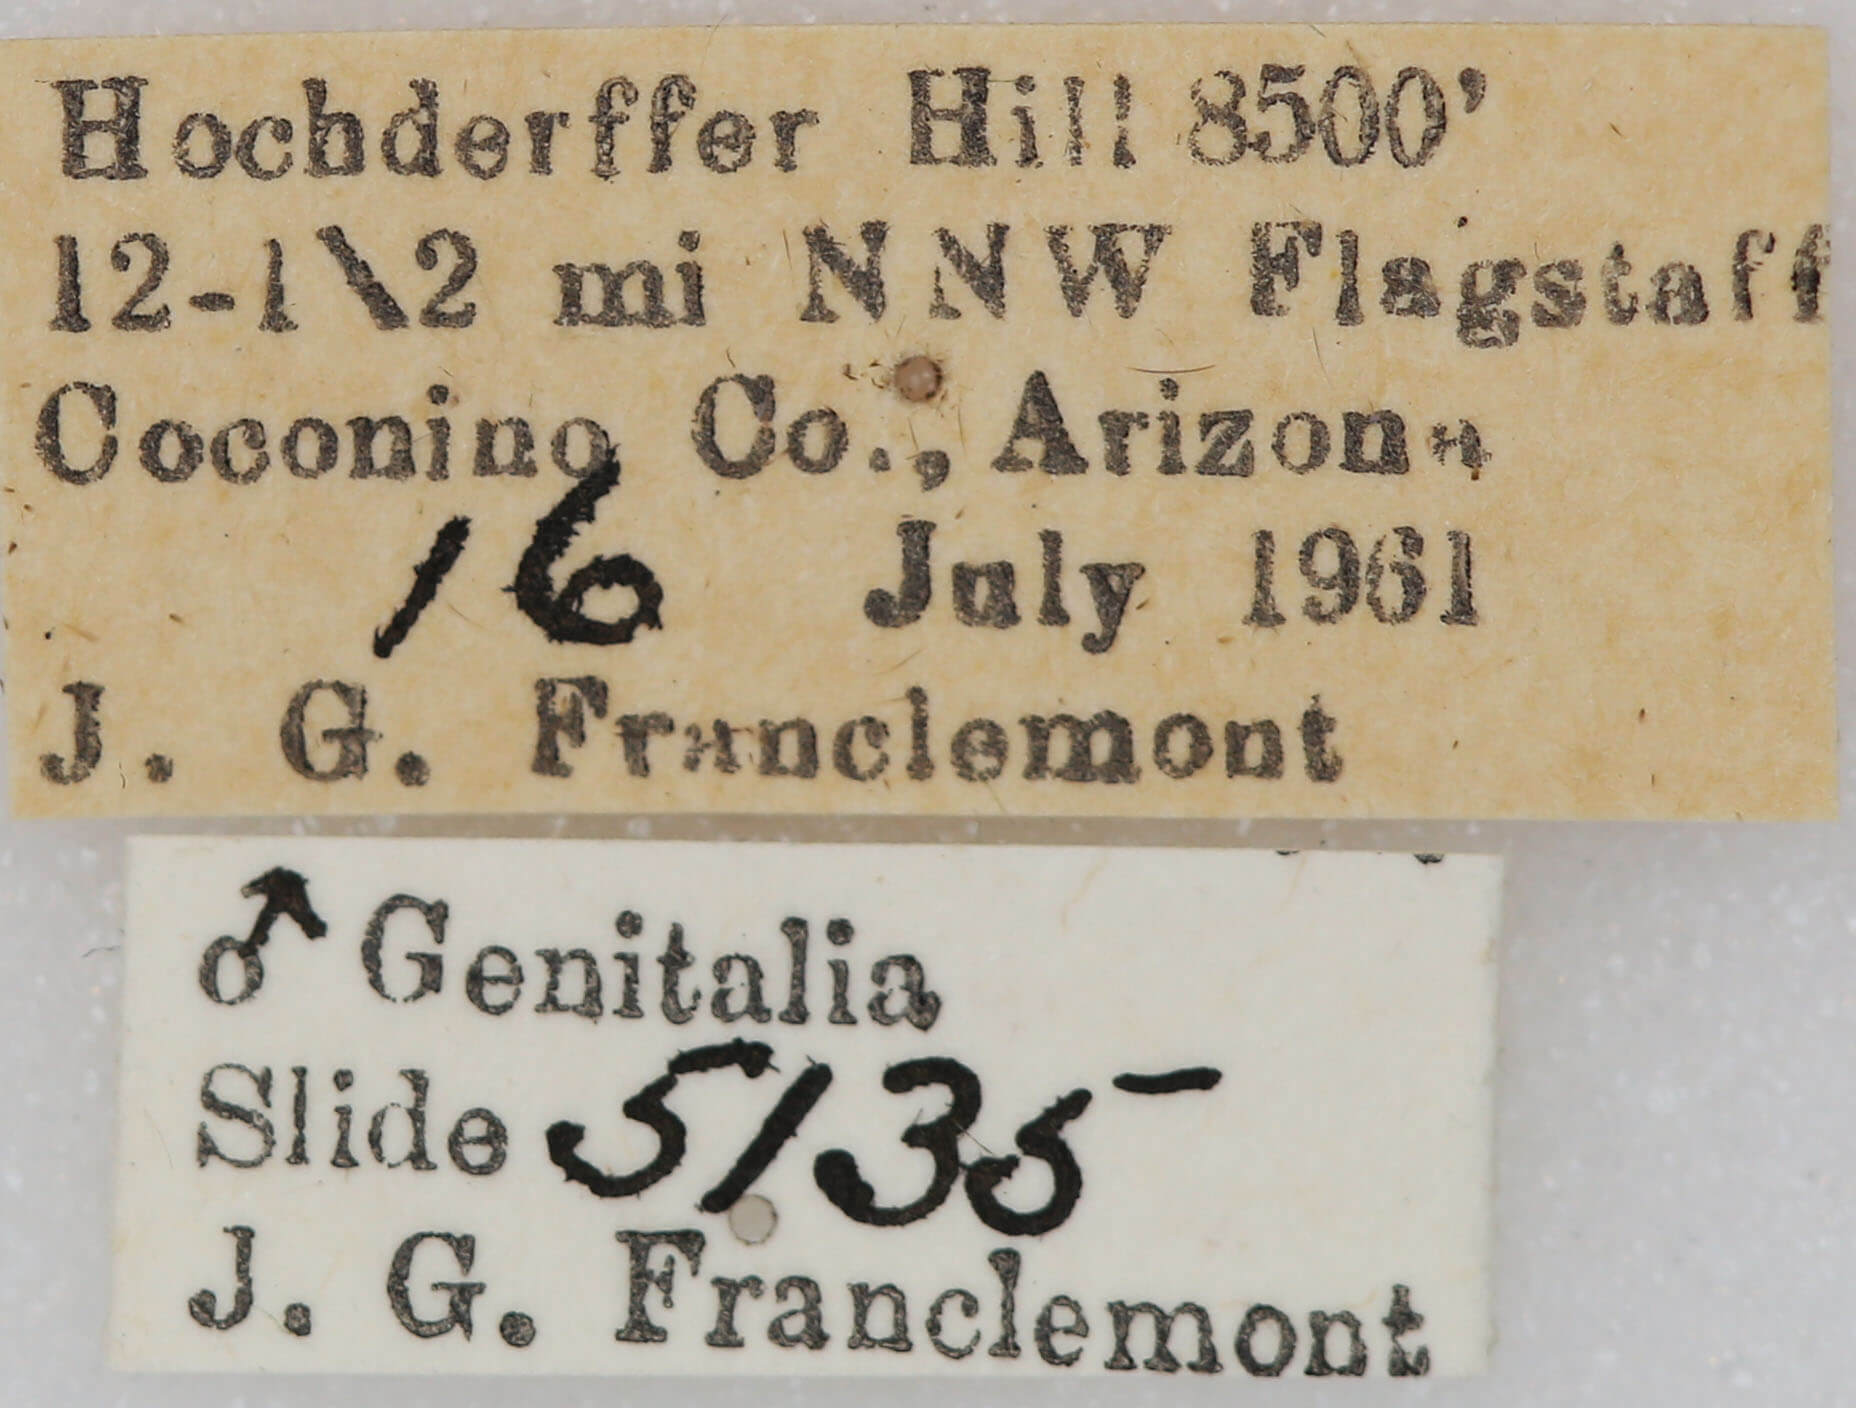 Hochderffer Hill 8500'
12-1\2 mi NNW Flagstaff
Coconino Co., Arizona
16 July 1961
J. G. Franclemont
♂ Genitalia
Slide 5135
J. G. Franclemont